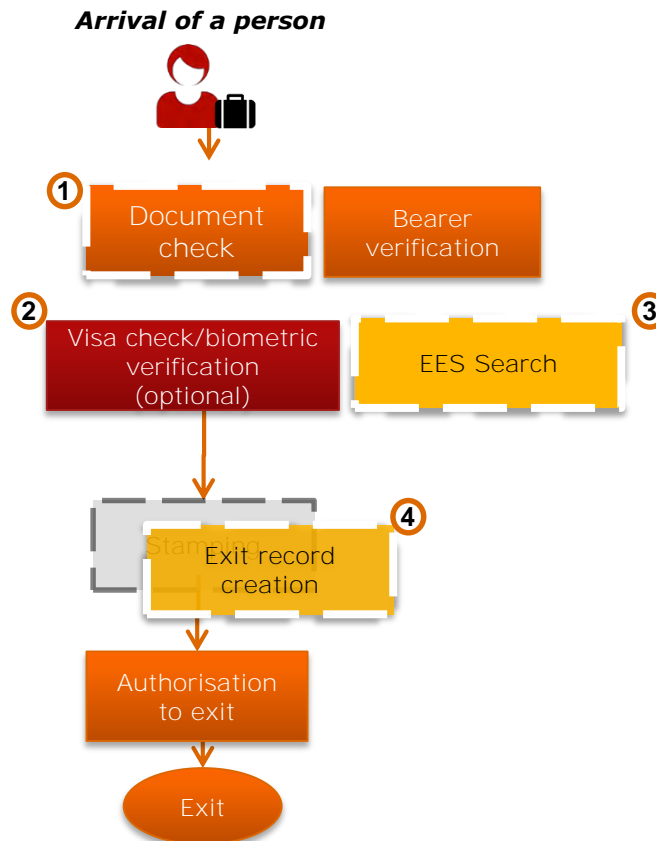 Arrival of a person
1
Document
check
Bearer
verification
2
Visa check/biometric
verification
(optional)
3
EES Search
Stamping
4
Exit record
creation
Authorisation
to exit
Exit